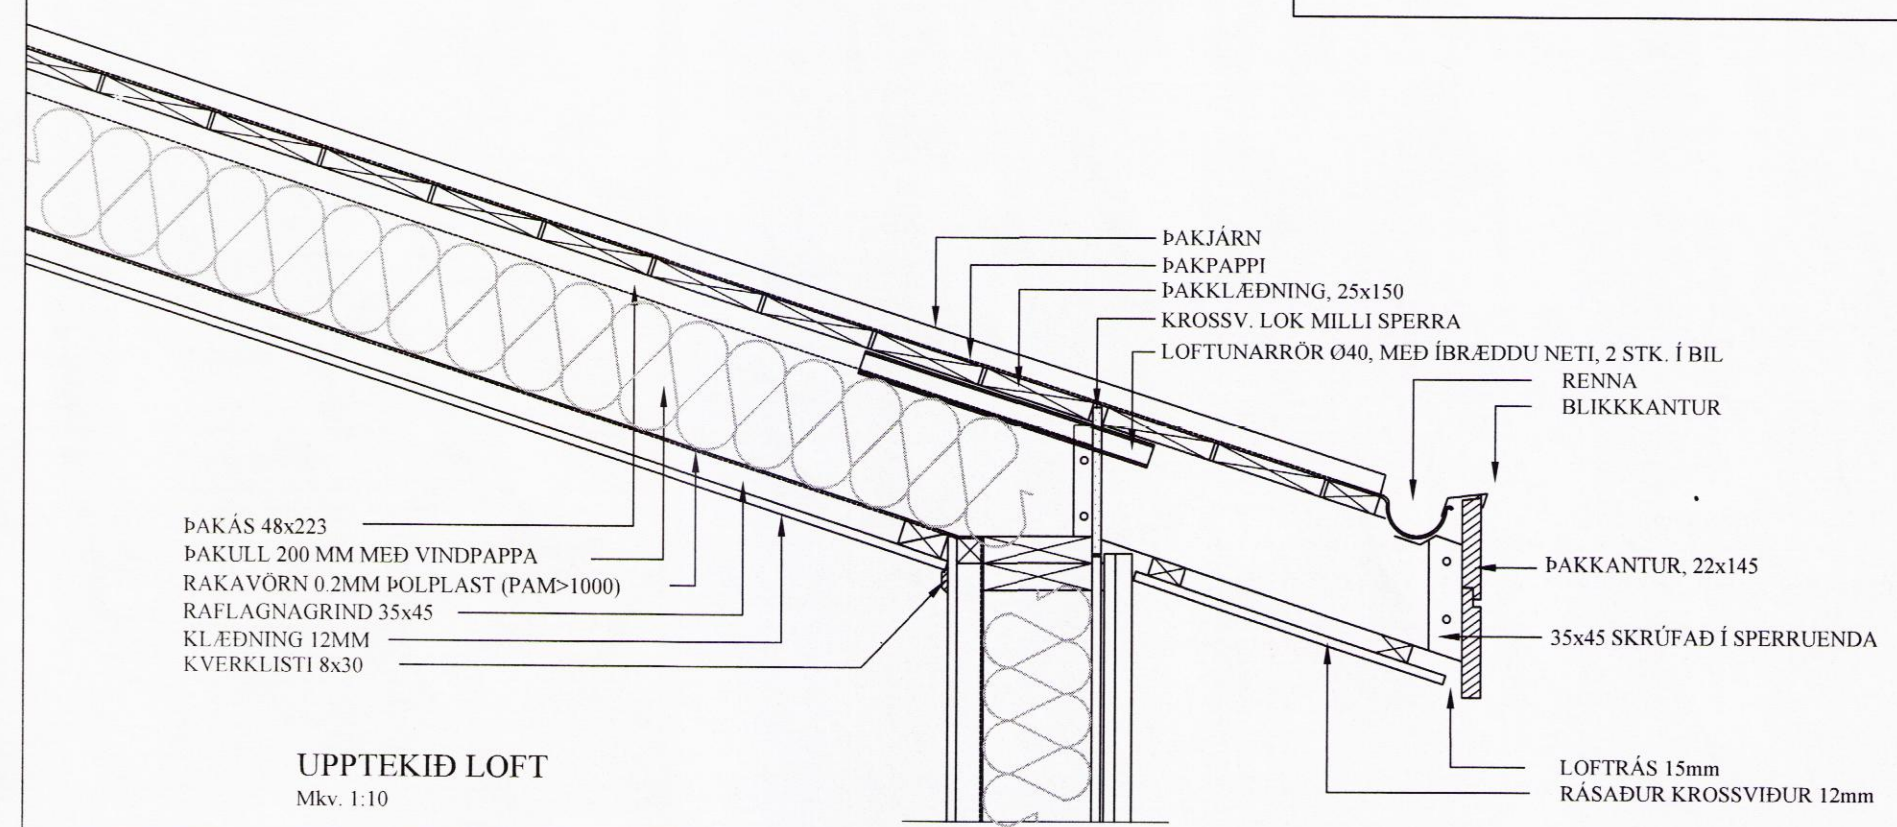 ÞAKJÁRN
ÞAKPAPPI
ÞAKKLÆÐNING, 25x150
KROSSV. LOK MILLI SPERRA
LOFTUNARRÖR Ø40, MEÐ ÍBRÆDDU NETI, 2 STK. Í BIL
RENNA
BLIKKKANTUR
ÞAKKANTUR, 22x145
35x45 SKRÚFAÐ Í SPERRUENDA
LOFTRÁS 15mm
RÁSAÐUR KROSSVIÐUR 12mm
ÞAKÁS 48x223
ÞAKULL 200 MM MEÐ VINDPAPPA
RAKAVÖRN 0.2MM ÞOLPLAST (PAM>1000)
RAFLAGNAGRIND 35x45
KLÆÐNING 12MM
KVERKLISTI 8x30
UPPTEKIÐ LOFT
Mkv. 1:10